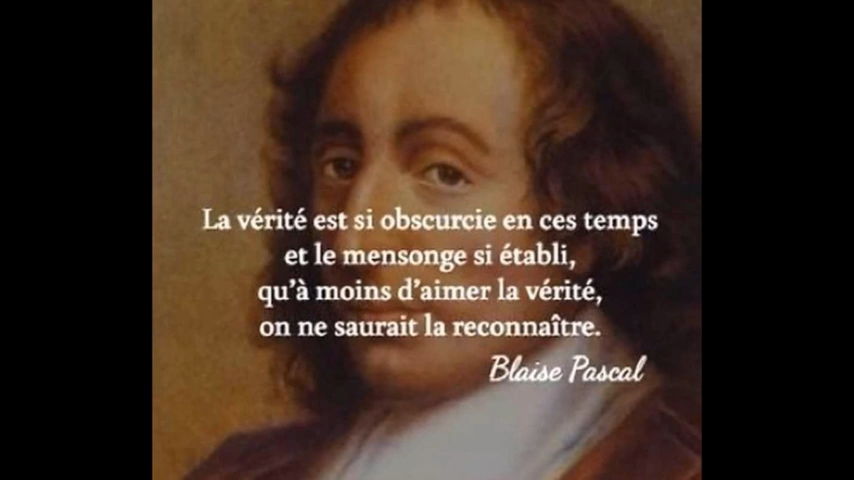 La vérité est si obscurcie en ces temps
et le mensonge si établi,
qu’à moins d’aimer la vérité,
on ne saurait la reconnaître.
Blaise Pascal